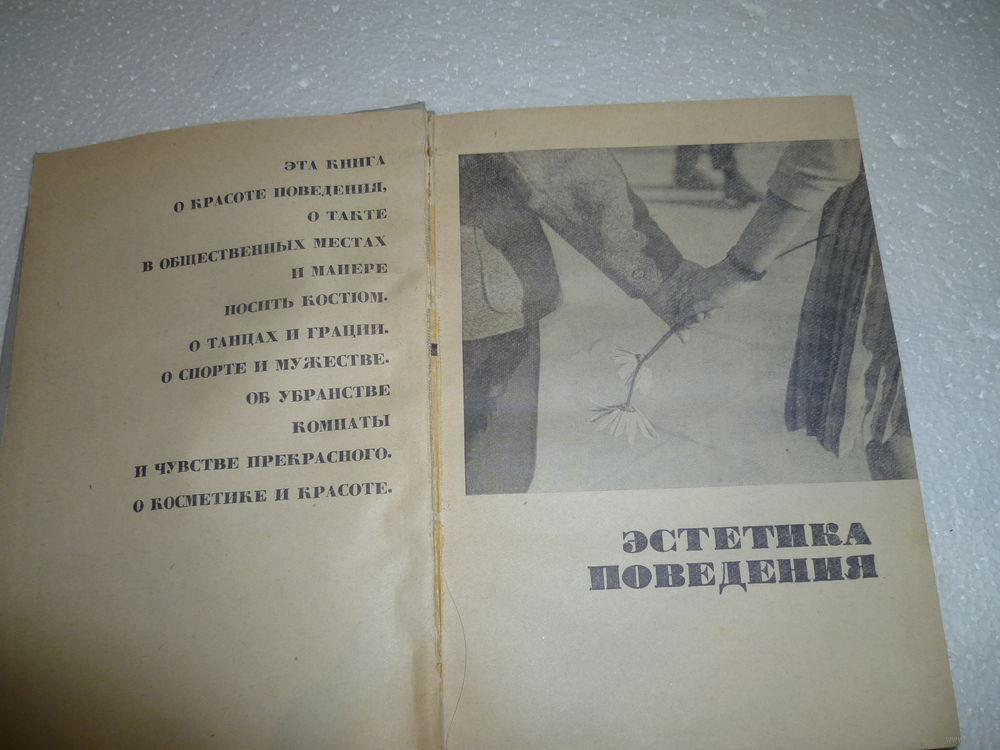 ЭТА КНИГА
О КРАСОТЕ ПОВЕДЕНИЯ,
О ТАКТЕ
В ОБЩЕСТВЕННЫХ МЕСТАХ
И МАНЕРЕ
НОСИТЬ КОСТЮМ.
О ТАНЦАХ И ГРАЦИИ.
О СПОРТЕ И МУЖЕСТВЕ.
ОБ УБРАНСТВЕ
КОМНАТЫ
И ЧУВСТВЕ ПРЕКРАСНОГО.
О КОСМЕТИКЕ И КРАСОТЕ.
ЭСТЕТИКА
ПОВЕДЕНИЯ